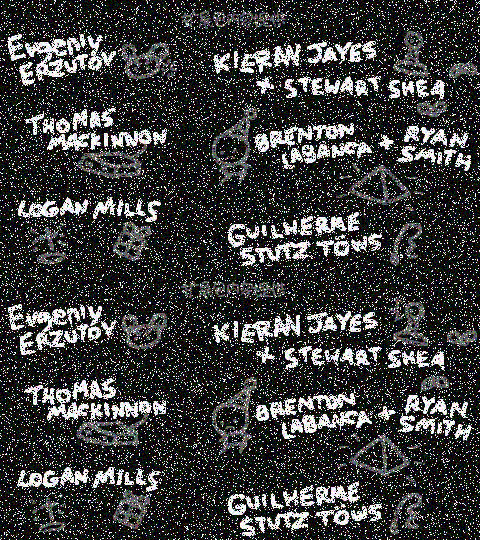 Evgeniy
ERZUTOV
KIERAN JAYES
+ STEWART SHEA
THOMAS
MACKINNON
BRENTON
LABANCA + RYAN
SMITH
LOGAN MILLS
GUILHERME
STUTZ TOWS
Evgeniy
ERZUTOV
KIERAN JAYES
+ STEWART SHEA
THOMAS
MACKINNON
BRENTON
LABANCA + RYAN
SMITH
LOGAN MILLS
GUILHERME
STUTZ TOWS